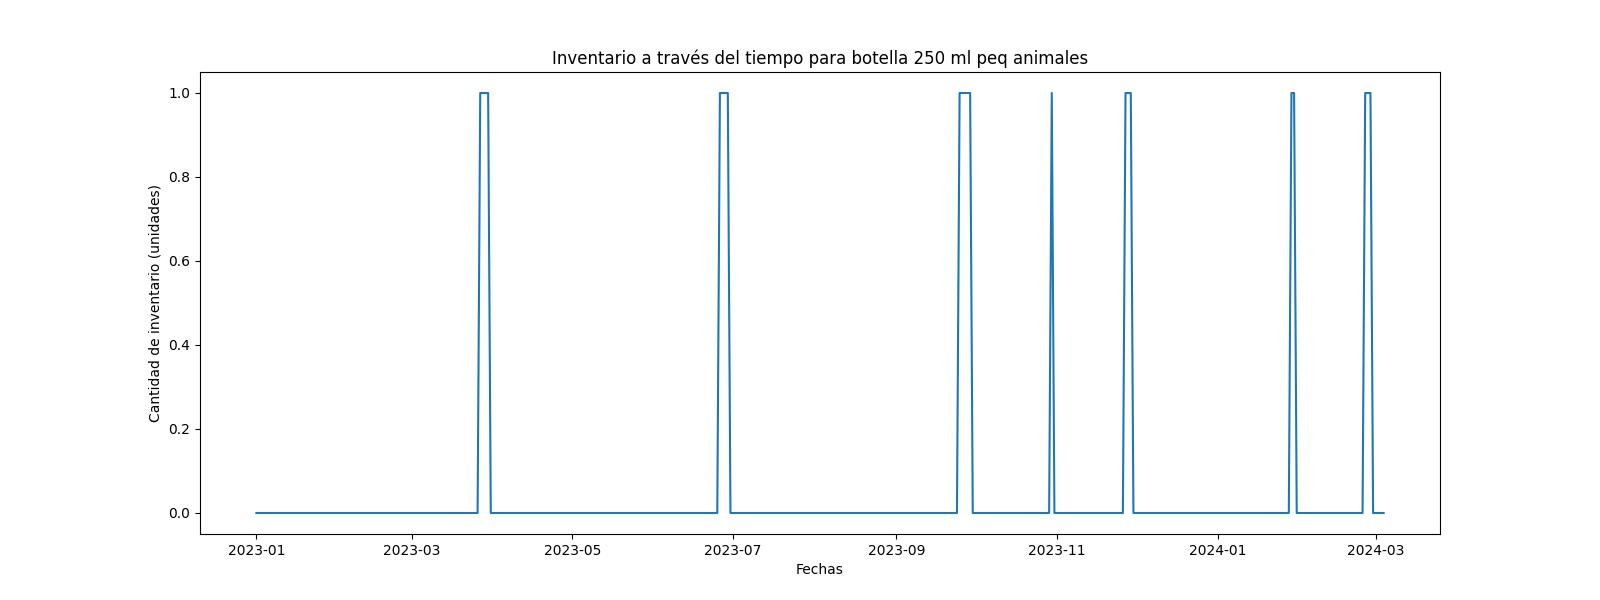 Inventario a través del tiempo para botella 250 ml peq animales
Cantidad de inventario (unidades)
1.0
0.8
0.6
0.4
0.2
0.0
2023-01 2023-03 2023-05 2023-07 2023-09 2023-11 2024-01 2024-03
Fechas